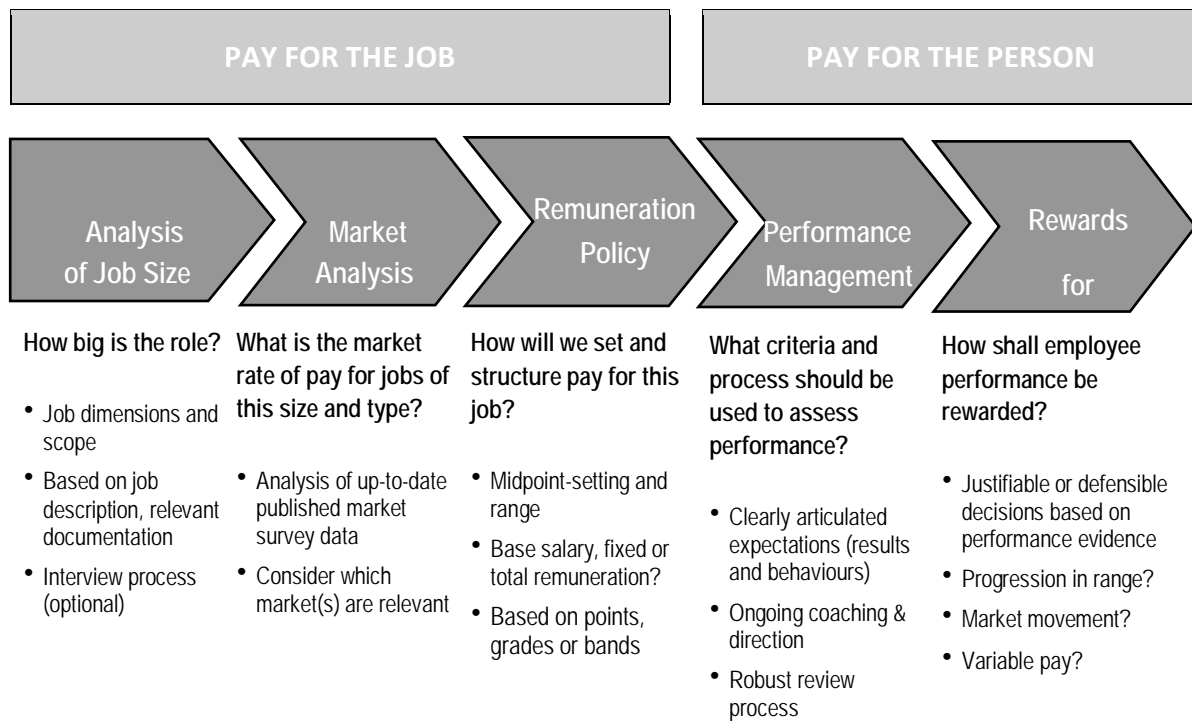 PAY FOR THE JOB
PAY FOR THE PERSON
Analysis
of Job Size
Market
Analysis
Remuneration
Policy
Performance
Management
Rewards
for
How big is the role?
• Job dimensions and
scope
• Based on job
description, relevant
documentation
• Interview process
(optional)
What is the market
rate of pay for jobs of
this size and type?
• Analysis of up-to-date
published market
survey data
• Consider which
market(s) are relevant
How will we set and
structure pay for this
job?
• Midpoint-setting and
range
• Base salary, fixed or
total remuneration?
• Based on points,
grades or bands
What criteria and
process should be
used to assess
performance?
• Clearly articulated
expectations (results
and behaviours)
• Ongoing coaching &
direction
• Robust review
process
How shall employee
performance be
rewarded?
• Justifiable or defensible
decisions based on
performance evidence
• Progression in range?
• Market movement?
• Variable pay?